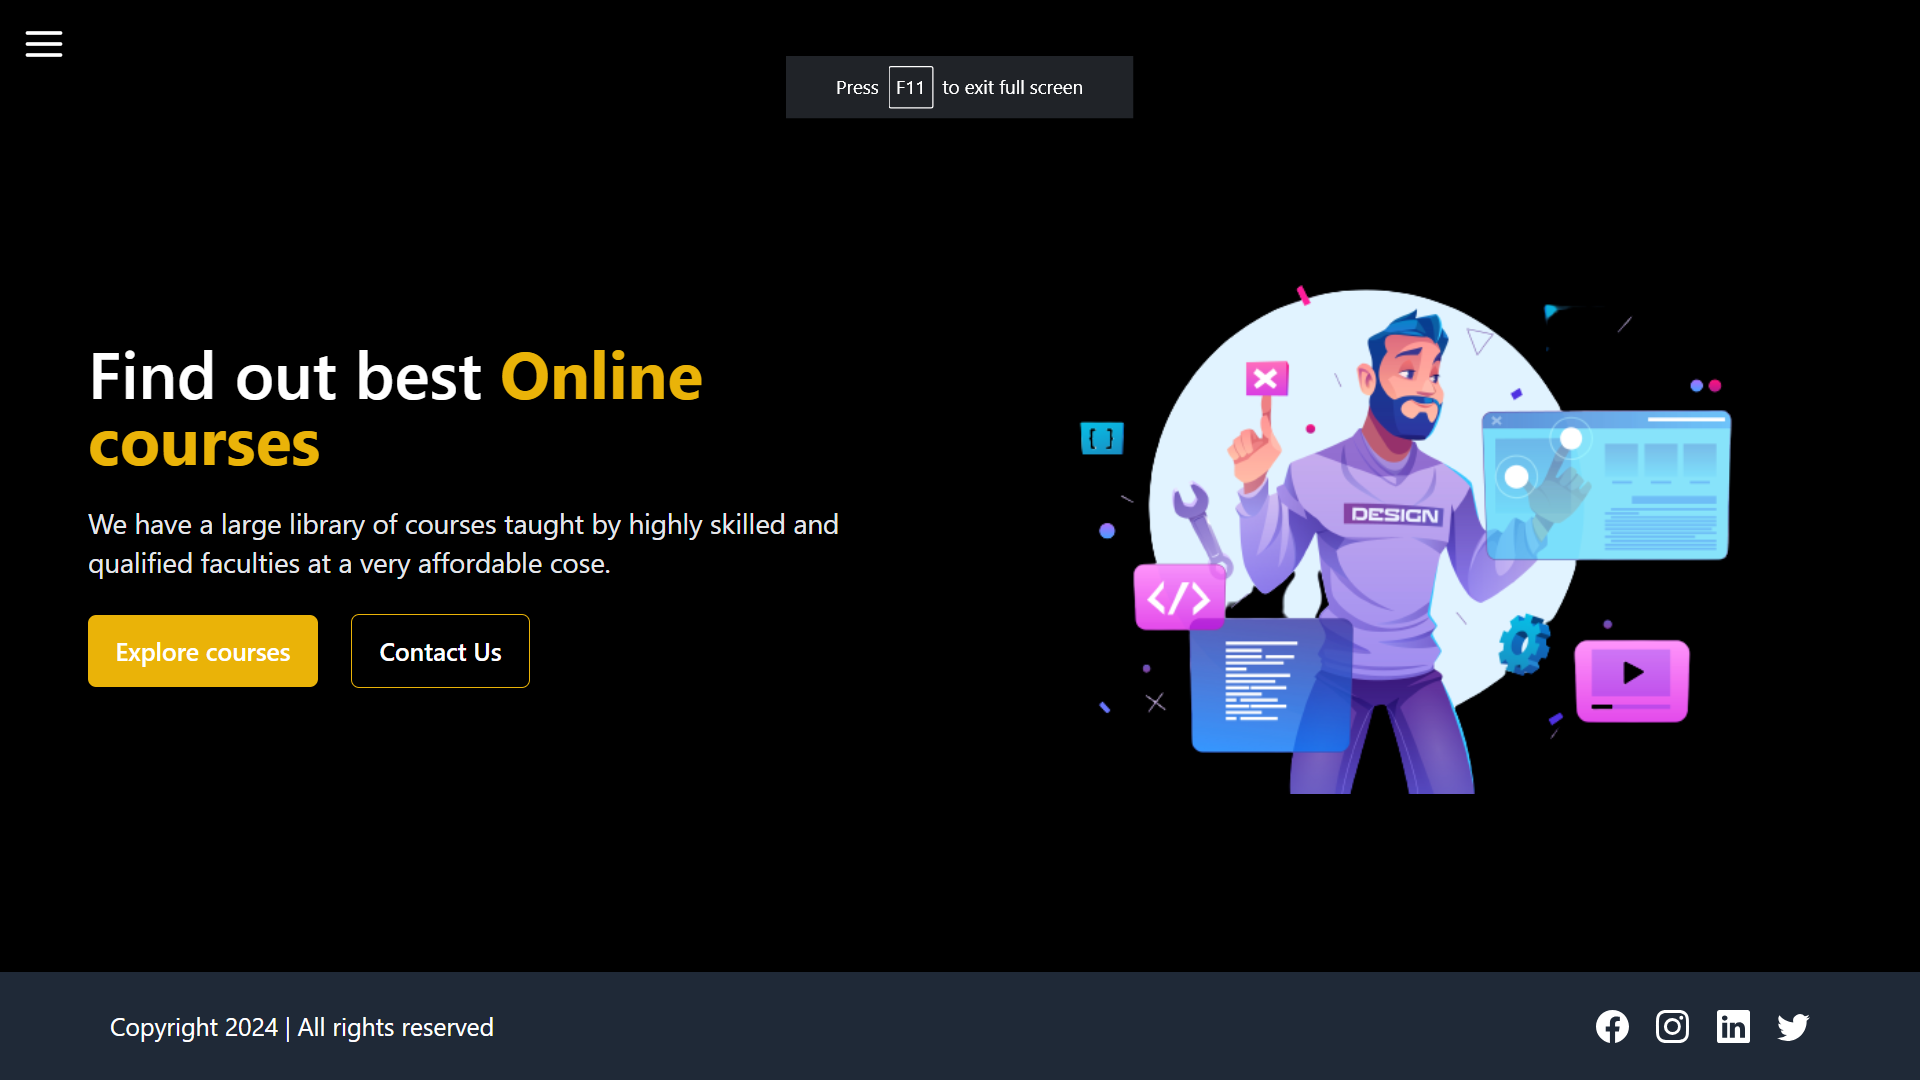 Press F11 to exit full screen
Find out best Online
courses
We have a large library of courses taught by highly skilled and
qualified faculties at a very affordable cose.
Explore courses
Contact Us
{ }
DESIGN
</>
Copyright 2024 | All rights reserved